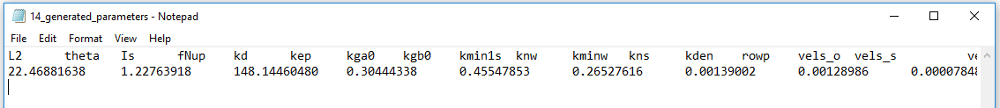 14_generated_parameters - Notepad
File Edit Format View Help
L2 theta Is fNup kd kep kga0 kgb0 kmin1s knw kminw kns kden rowp vels_o vels_s
22.46881638 1.22763918 148.14460480 0.30444338 0.45547853 0.26527616 0.00139002 0.00128986 0.00007848